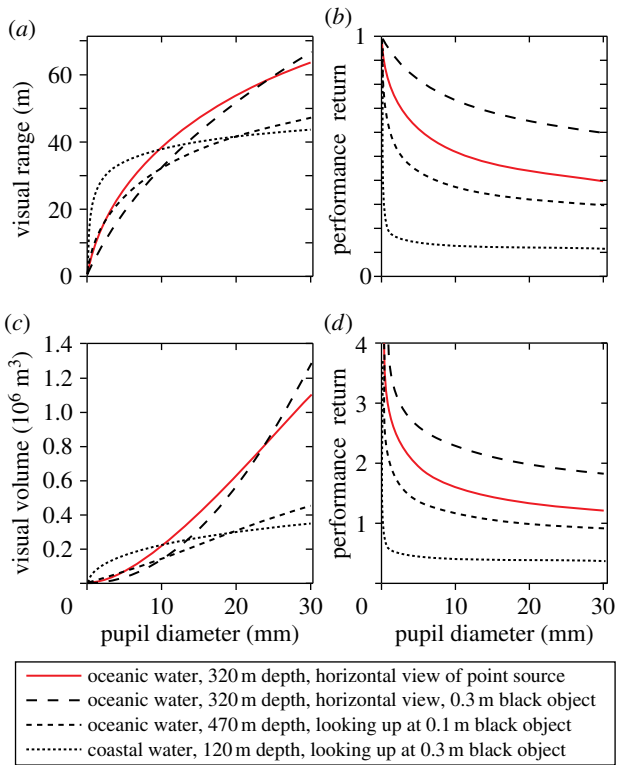 (a)
visual range (m)
60
40
20
0
(b)
performance return
1
0
(c)
visual volume (10⁶ m³)
1.4
1.2
1.0
0.8
0.6
0.4
0.2
0
10
20
30
pupil diameter (mm)
(d)
performance return
4
3
2
1
0
10
20
30
pupil diameter (mm)
oceanic water, 320 m depth, horizontal view of point source
oceanic water, 320 m depth, horizontal view, 0.3 m black object
oceanic water, 470 m depth, looking up at 0.1 m black object
coastal water, 120 m depth, looking up at 0.3 m black object